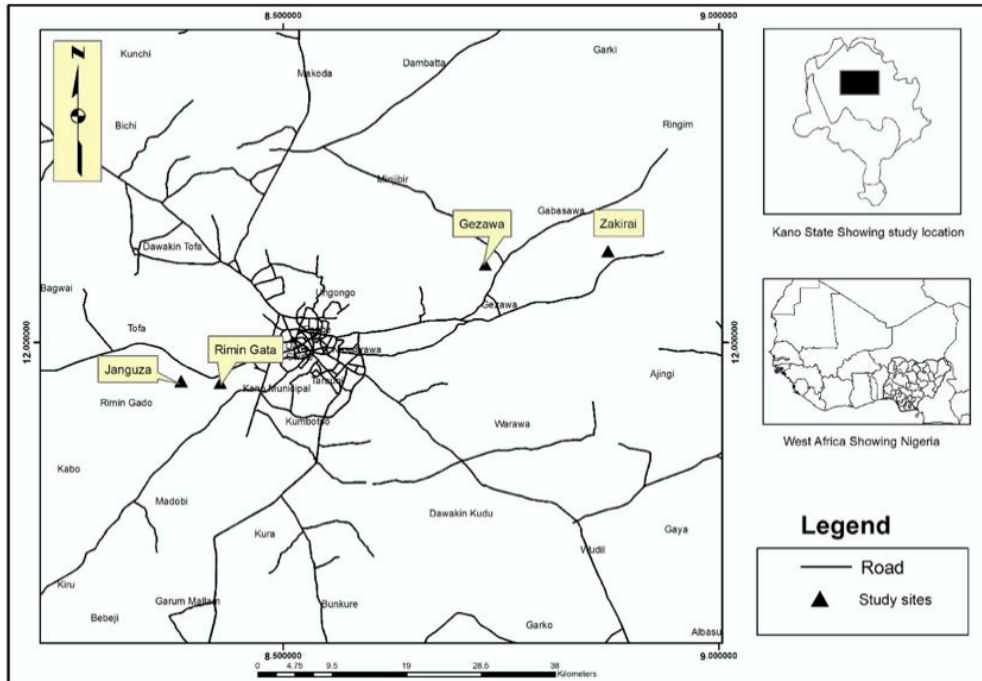 8.500000
9.000000
Kunchi
Garki
Dambatta
Makoda
N
Bichi
Ringim
Minjibir
Gabasawa
Gezawa
Zakirai
Dawakin Tofa
Kano State Showing study location
Bagwai
Ungongo
Gezawa
Tofa
12.000000
12.000000
Rimin Gata
Janguza
Ajingi
Kano Municipal
Tarauni
Rimin Gado
Kumbotso
Warawa
West Africa Showing Nigeria
Kabo
Madobi
Dawakin Kudu
Gaya
Legend
Kura
Wudil
Road
Kiru
Study sites
Bebeji
Garum Mallam
Bunkure
Garko
Albasu
8.500000
9.000000
0 4.75 9.5 19 28.5 38
Kilometers